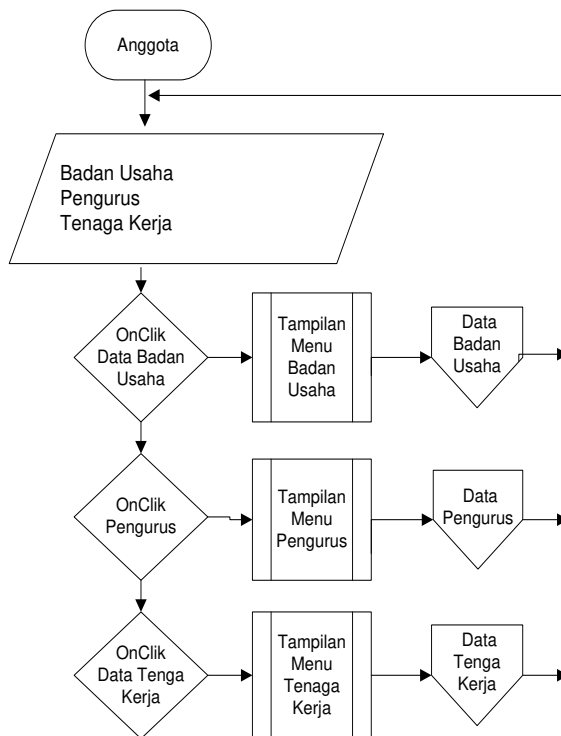 Anggota
Badan Usaha
Pengurus
Tenaga Kerja
OnClik
Data Badan
Usaha
Tampilan
Menu
Badan
Usaha
Data
Badan
Usaha
OnClik
Pengurus
Tampilan
Menu
Pengurus
Data
Pengurus
OnClik
Data Tenga
Kerja
Tampilan
Menu
Tenaga
Kerja
Data
Tenga
Kerja